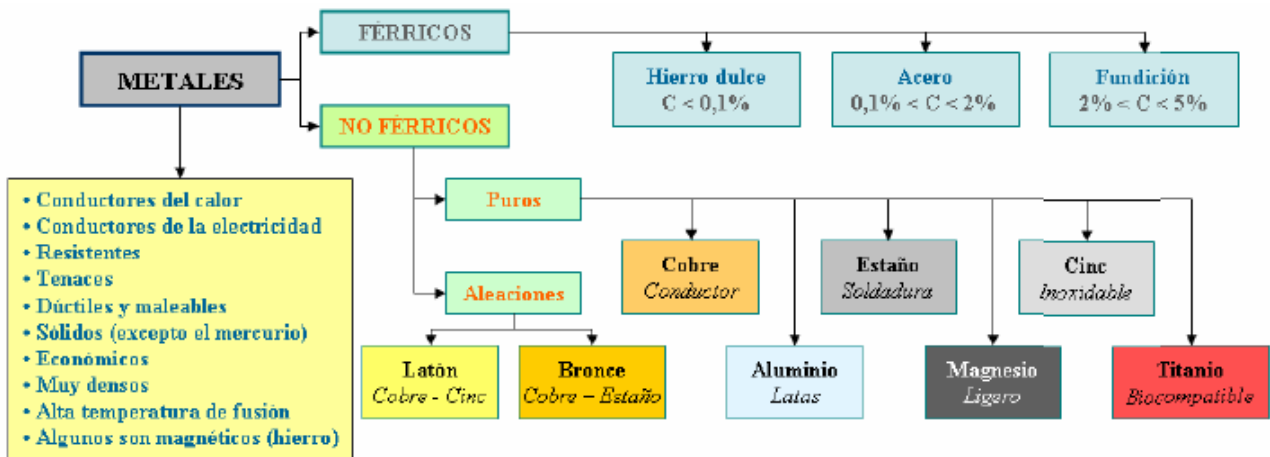 METALES
FÉRRICOS
Hierro dulce
C < 0,1%
Acero
0,1% < C < 2%
Fundición
2% < C < 5%
NO FÉRRICOS
• Conductores del calor
• Conductores de la electricidad
• Resistentes
• Tenaces
• Dúctiles y maleables
• Sólidos (excepto el mercurio)
• Económicos
• Muy densos
• Alta temperatura de fusión
• Algunos son magnéticos (hierro)
Puros
Cobre
Conductor
Estaño
Soldadura
Cinc
Inoxidable
Aluminio
Latas
Magnesio
Ligero
Titanio
Biocompatible
Aleaciones
Latón
Cobre - Cinc
Bronce
Cobre – Estaño